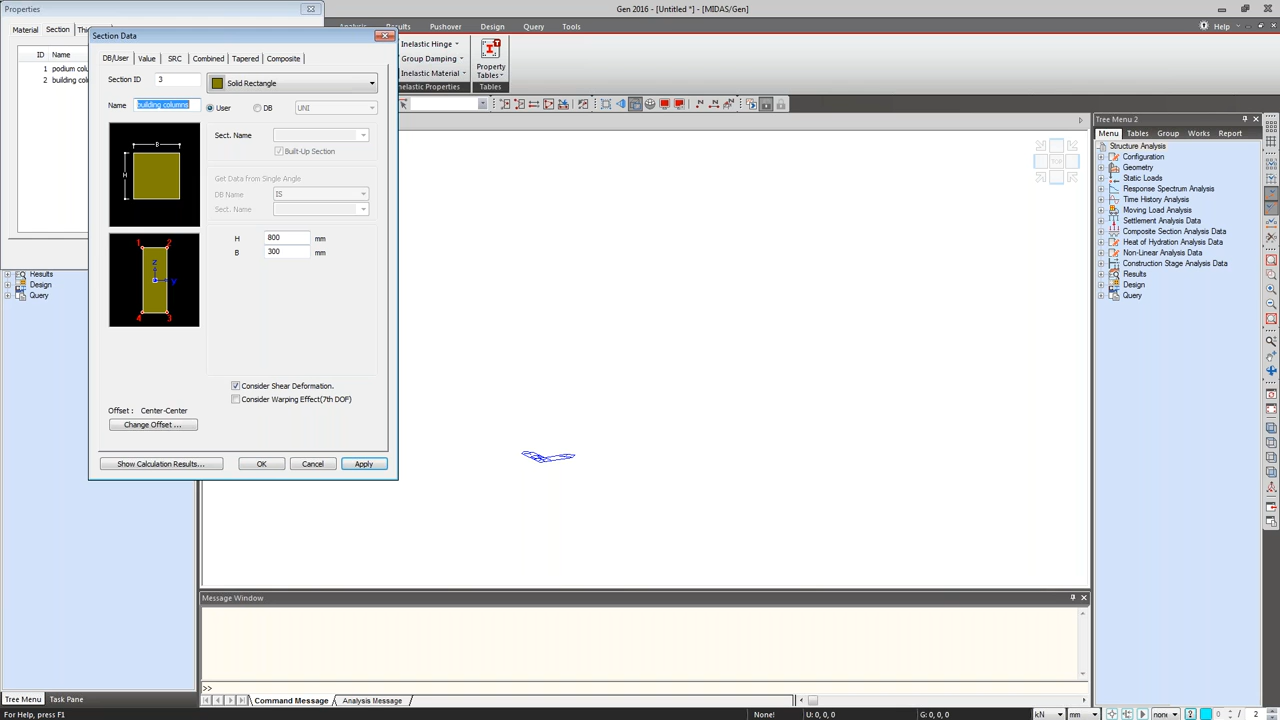 Properties
Gen 2016 - [Untitled *] - [MIDAS/Gen]
Material Section
Analysis Results Pushover Design Query Tools
Help
Section Data
ID Name
1 podium colu
2 building colu
DB/User Value SRC Combined Tapered Composite
Section ID 3
Solid Rectangle
Name building columns
User DB UNI
Sect. Name
Built-Up Section
Get Data from Single Angle
DB Name IS
Sect. Name
B
H
H 800 mm
B 300 mm
1 2
z
y
4 3
Consider Shear Deformation.
Consider Warping Effect(7th DOF)
Offset : Center-Center
Change Offset ...
Show Calculation Results... OK Cancel Apply
Inelastic Hinge
Group Damping
Inelastic Material
Inelastic Properties
Property
Tables
Tables
TOP
Results
Design
Query
Tree Menu 2
Menu Tables Group Works Report
Structure Analysis
Configuration
Geometry
Static Loads
Response Spectrum Analysis
Time History Analysis
Moving Load Analysis
Settlement Analysis Data
Composite Section Analysis Data
Heat of Hydration Analysis Data
Non-Linear Analysis Data
Construction Stage Analysis Data
Results
Design
Query
Message Window
>>
Command Message Analysis Message
Tree Menu Task Pane
For Help, press F1
None! U: 0, 0, 0 G: 0, 0, 0 kN mm 0 / 2